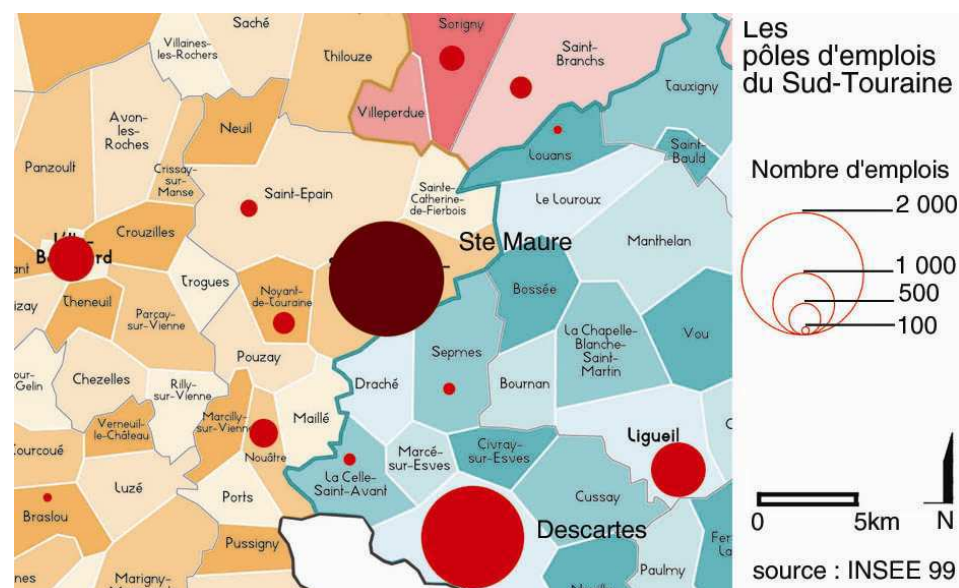 Saché
Villaines-
les-Rochers
Thilouze
Sorigny
Saint-
Branchs
Tauxigny
Villeperdue
Avon-
les-
Roches
Neuil
Panzoult
Crissay-
sur-
Manse
Louans
Saint-
Bauld
Saint-Epain
Sainte-
Catherine-
de-Fierbois
Le Louroux
Crouzilles
Ste Maure
Manthelan
Trogues
Noyant-
de-Touraine
Bossée
Theneuil
Parçay-
sur-Vienne
Vou
La Chapelle-
Blanche-
Saint-
Martin
Sepmes
Pouzay
Chezelles
Rilly-
sur-Vienne
Draché
Bournan
Maillé
Marcilly-
sur-Vienne
Verneuil-
le-Château
Nouâtre
Ligueil
Marcé-
sur-Esves
Civray-
sur-Esves
La Celle-
Saint-Avant
Luzé
Ports
Cussay
Braslou
Descartes
Pussigny
Paulmy
Marigny-
Les
pôles d'emplois
du Sud-Touraine
Nombre d'emplois
2 000
1 000
500
100
0
5km
N
source : INSEE 99